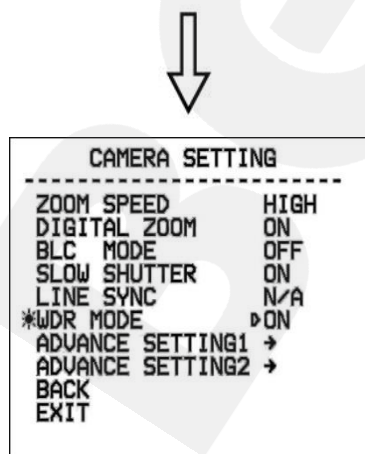 CAMERA SETTING
--------------------------
ZOOM SPEED HIGH
DIGITAL ZOOM ON
BLC MODE OFF
SLOW SHUTTER ON
LINE SYNC N/A
☀WDR MODE ▷ON
ADVANCE SETTING1 →
ADVANCE SETTING2 →
BACK
EXIT